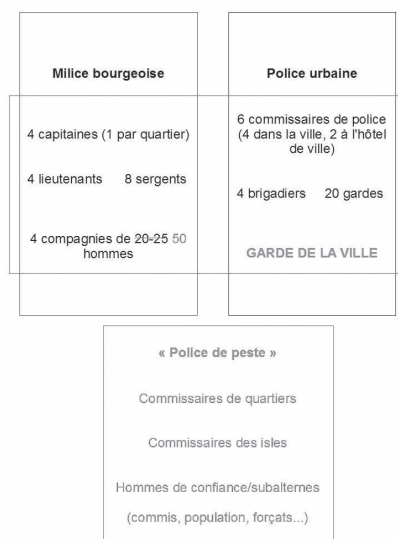 Milice bourgeoise
4 capitaines (1 par quartier)
4 lieutenants 8 sergents
4 compagnies de 20-25 50
hommes
Police urbaine
6 commissaires de police
(4 dans la ville, 2 à l'hôtel
de ville)
4 brigadiers 20 gardes
GARDE DE LA VILLE
« Police de peste »
Commissaires de quartiers
Commissaires des isles
Hommes de confiance/subalternes
(commis, population, forçats...)